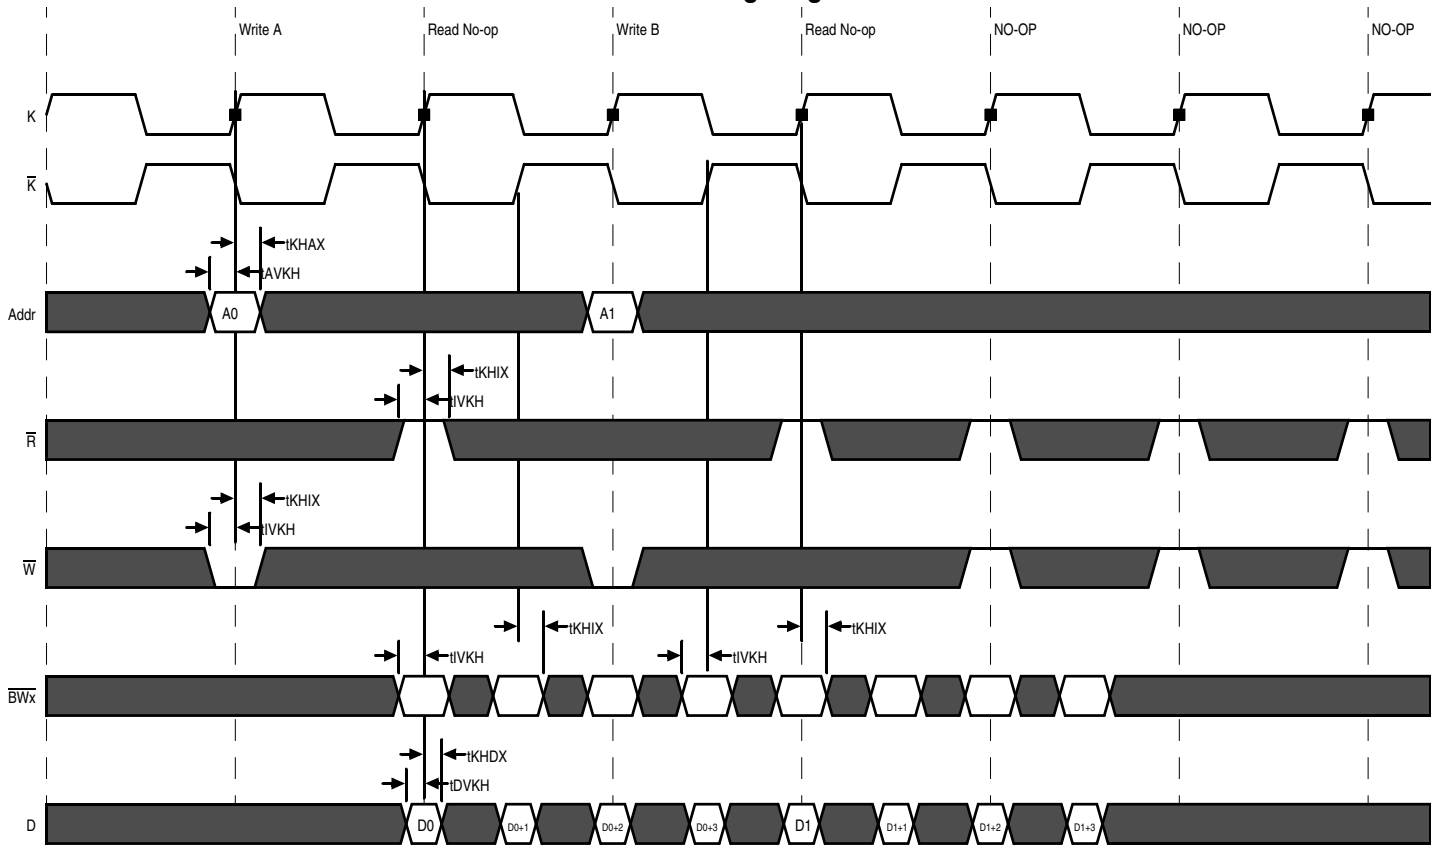 Write A Read No-op Write B Read No-op NO-OP NO-OP NO-OP
K
K̅
tKHAX
tAVKH
Addr A0 A1
tKHIX
tIVKH
R̅
tKHIX
tIVKH
W̅
tKHIX tKHIX
tIVKH tIVKH
B̅W̅x̅
tKHDX
tDVKH
D D0 D0+1 D0+2 D0+3 D1 D1+1 D1+2 D1+3